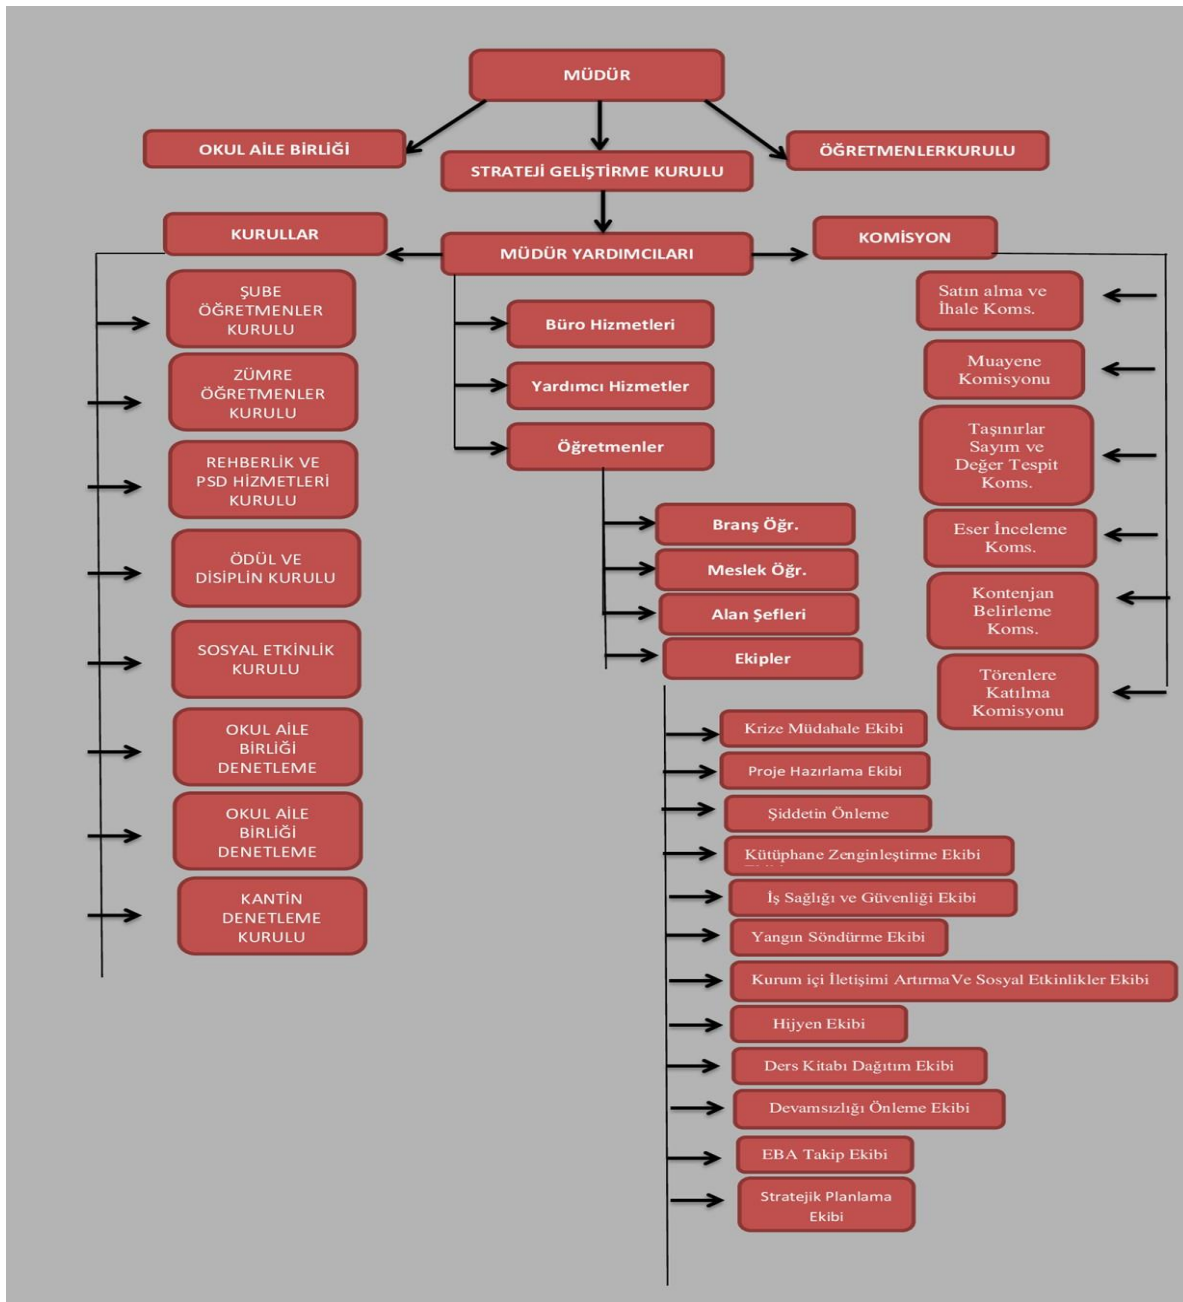 MÜDÜR
OKUL AİLE BİRLİĞİ
STRATEJİ GELİŞTİRME KURULU
ÖĞRETMENLERKURULU
KURULLAR
MÜDÜR YARDIMCILARI
KOMİSYON
ŞUBE
ÖĞRETMENLER
KURULU
ZÜMRE
ÖĞRETMENLER
KURULU
REHBERLİK VE
PSD HİZMETLERİ
KURULU
ÖDÜL VE
DİSİPLİN KURULU
SOSYAL ETKİNLİK
KURULU
OKUL AİLE
BİRLİĞİ
DENETLEME
OKUL AİLE
BİRLİĞİ
DENETLEME
KANTİN
DENETLEME
KURULU
Büro Hizmetleri
Yardımcı Hizmetler
Öğretmenler
Branş Öğr.
Meslek Öğr.
Alan Şefleri
Ekipler
Satın alma ve
İhale Koms.
Muayene
Komisyonu
Taşınırlar
Sayım ve
Değer Tespit
Koms.
Eser İnceleme
Koms.
Kontenjan
Belirleme
Koms.
Törenlere
Katılma
Komisyonu
Krize Müdahale Ekibi
Proje Hazırlama Ekibi
Şiddetin Önleme
Kütüphane Zenginleştirme Ekibi
İş Sağlığı ve Güvenliği Ekibi
Yangın Söndürme Ekibi
Kurum içi İletişimi ArtırmaVe Sosyal Etkinlikler Ekibi
Hijyen Ekibi
Ders Kitabı Dağıtım Ekibi
Devamsızlığı Önleme Ekibi
EBA Takip Ekibi
Stratejik Planlama
Ekibi